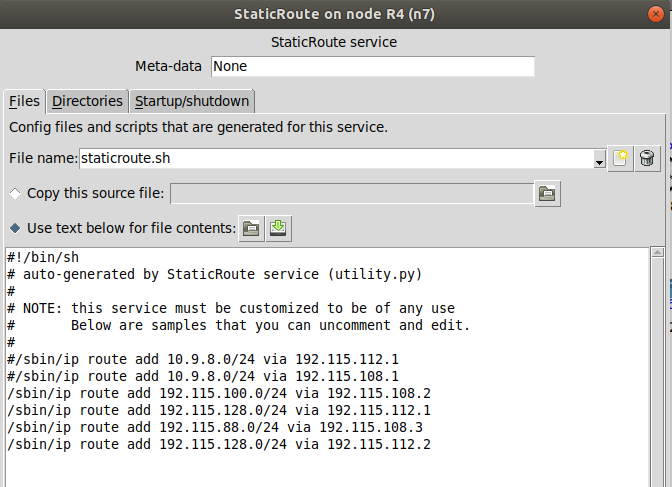 StaticRoute on node R4 (n7)
StaticRoute service
Meta-data None
Files Directories Startup/shutdown
Config files and scripts that are generated for this service.
File name: staticroute.sh
Copy this source file:
Use text below for file contents:
#!/bin/sh
# auto-generated by StaticRoute service (utility.py)
#
# NOTE: this service must be customized to be of any use
#       Below are samples that you can uncomment and edit.
#
#/sbin/ip route add 10.9.8.0/24 via 192.115.112.1
#/sbin/ip route add 10.9.8.0/24 via 192.115.108.1
/sbin/ip route add 192.115.100.0/24 via 192.115.108.2
/sbin/ip route add 192.115.128.0/24 via 192.115.112.1
/sbin/ip route add 192.115.88.0/24 via 192.115.108.3
/sbin/ip route add 192.115.128.0/24 via 192.115.112.2